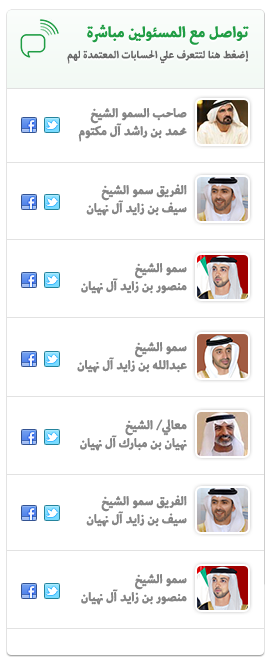 تواصل مع المسئولين مباشرة
إضغط هنا لتتعرف علي الحسابات المعتمدة لهم
صاحب السمو الشيخ
محمد بن راشد آل مكتوم
الفريق سمو الشيخ
سيف بن زايد آل نهيان
سمو الشيخ
منصور بن زايد آل نهيان
سمو الشيخ
عبدالله بن زايد آل نهيان
معالي/ الشيخ
نهيان بن مبارك آل نهيان
الفريق سمو الشيخ
سيف بن زايد آل نهيان
سمو الشيخ
منصور بن زايد آل نهيان